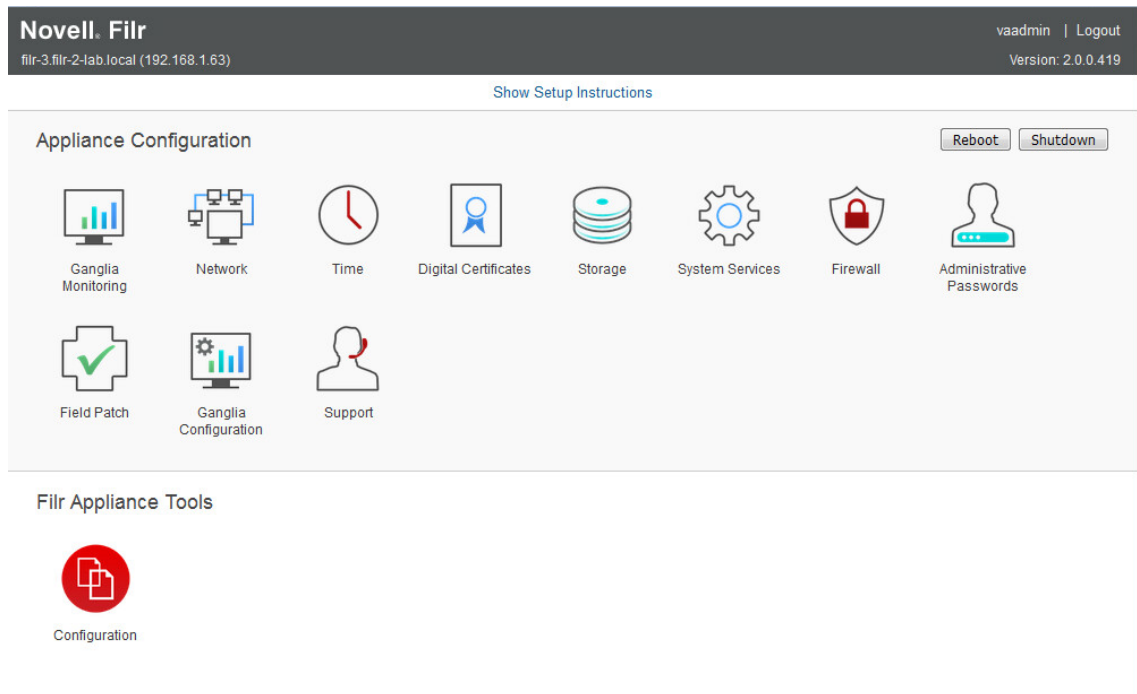 Novell. Filr
vaadmin | Logout
filr-3.filr-2-lab.local (192.168.1.63)
Version: 2.0.0.419
Show Setup Instructions
Appliance Configuration
Reboot
Shutdown
Ganglia
Monitoring
Network
Time
Digital Certificates
Storage
System Services
Firewall
Administrative
Passwords
Field Patch
Ganglia
Configuration
Support
Filr Appliance Tools
Configuration